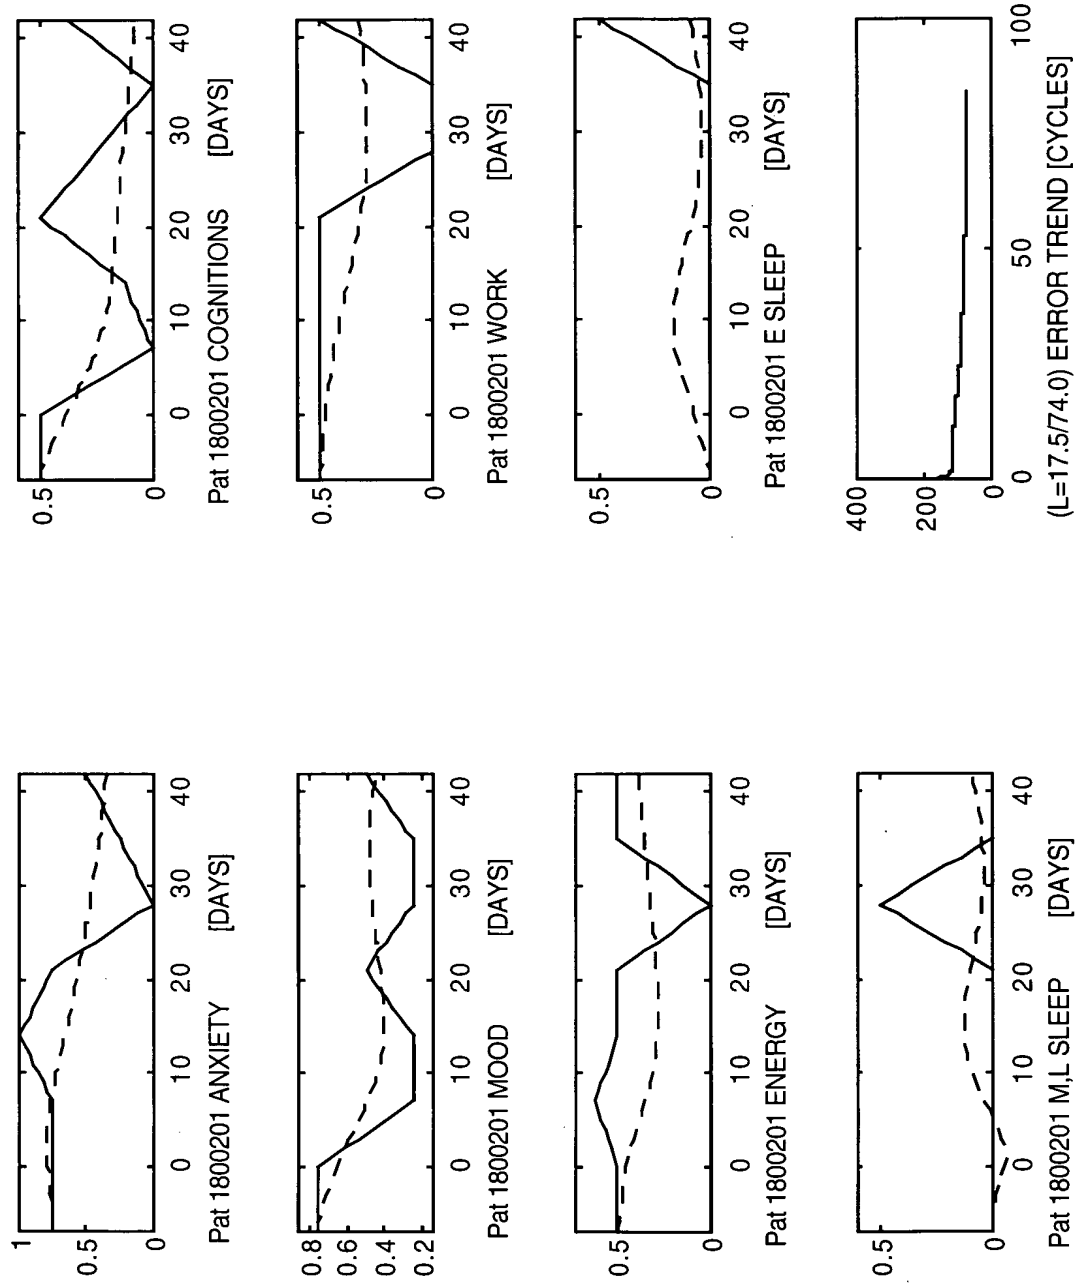 1
0.5
0
0 10 20 30 40
Pat 1800201 ANXIETY [DAYS]
0.5
0
0 10 20 30 40
Pat 1800201 COGNITIONS [DAYS]
0.8
0.6
0.4
0.2
0 10 20 30 40
Pat 1800201 MOOD [DAYS]
0.5
0
0 10 20 30 40
Pat 1800201 WORK [DAYS]
0.5
0
0 10 20 30 40
Pat 1800201 ENERGY [DAYS]
0.5
0
0 10 20 30 40
Pat 1800201 E SLEEP [DAYS]
0.5
0
0 10 20 30 40
Pat 1800201 M,L SLEEP [DAYS]
400
200
0
0 50 100
(L=17.5/74.0) ERROR TREND [CYCLES]